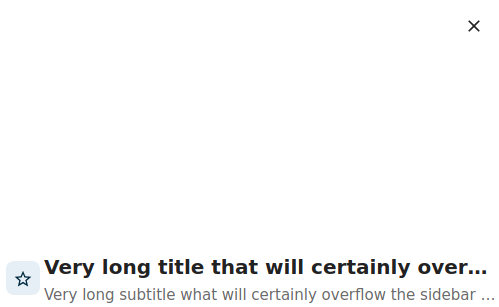 Very long title that will certainly over…
Very long subtitle what will certainly overflow the sidebar …